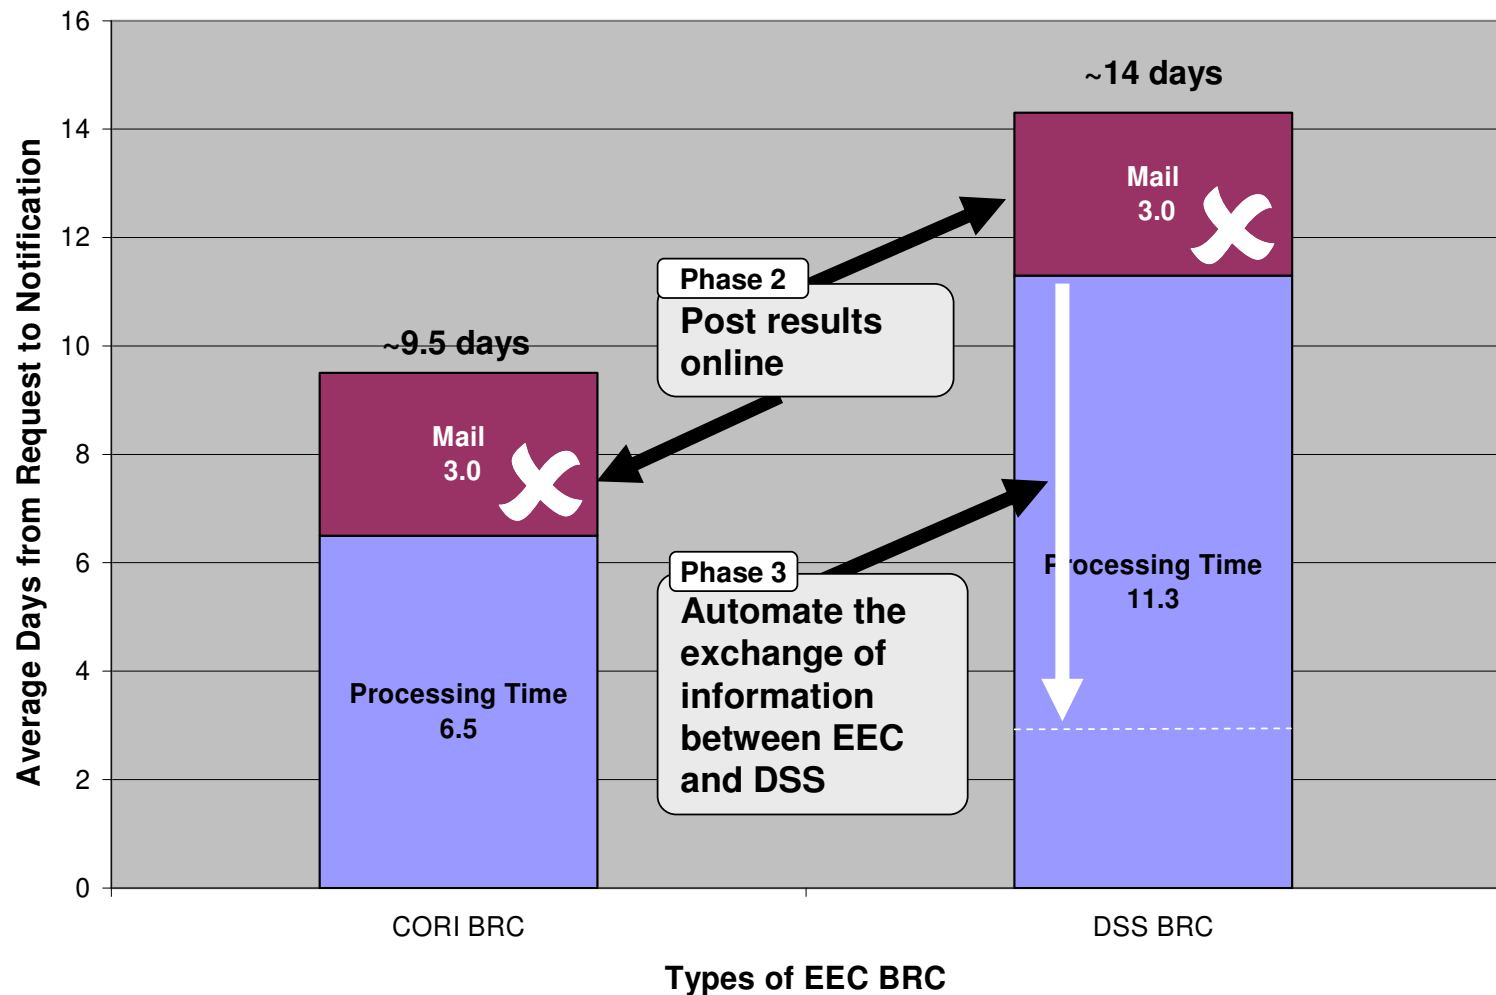 16
14
12
10
8
6
4
2
0
Average Days from Request to Notification
~9.5 days
Mail
3.0
Processing Time
6.5
Phase 2
Post results
online
Phase 3
Automate the
exchange of
information
between EEC
and DSS
~14 days
Mail
3.0
Processing Time
11.3
CORI BRC
DSS BRC
Types of EEC BRC